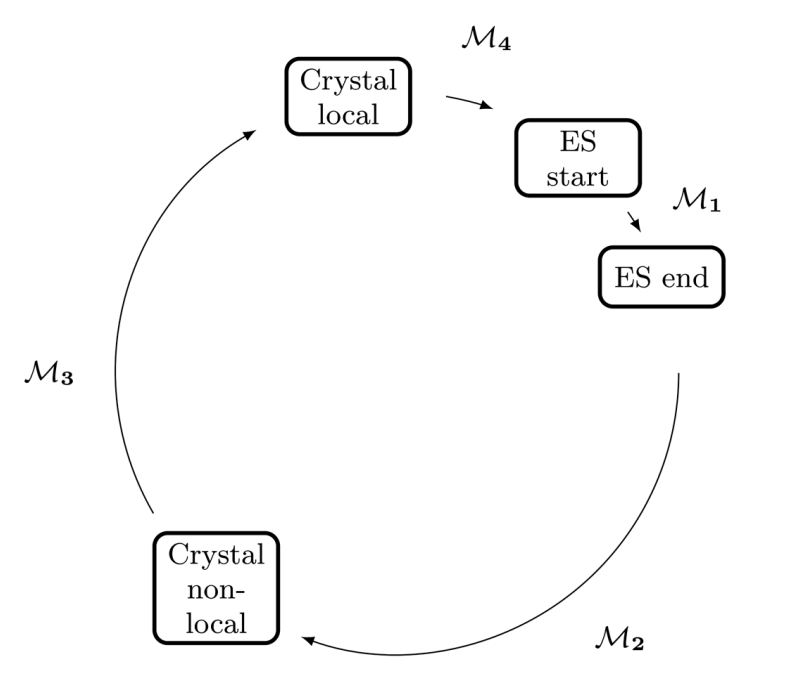 ℳ₄
Crystal
local
ES
start
ℳ₁
ES end
ℳ₃
Crystal
non-
local
ℳ₂